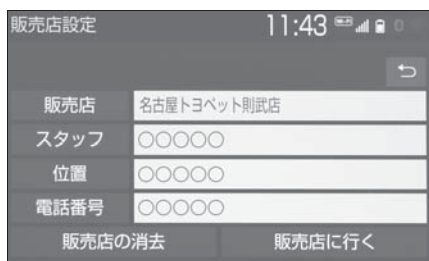 販売店設定 11:43 Wi-Fi
販売店 名古屋トヨペット則武店
スタッフ ○○○○○
位置 ○○○○○
電話番号 ○○○○○
販売店の消去 販売店に行く